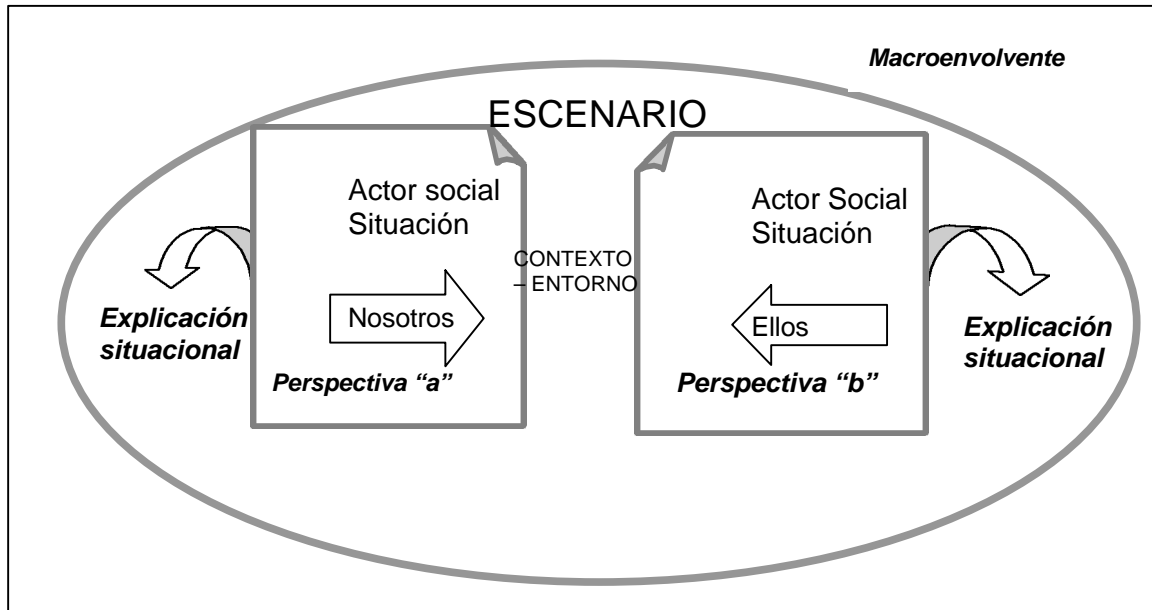 Macroenvolvente
ESCENARIO
Actor social
Situación
Nosotros
Perspectiva “a”
Explicación
situacional
CONTEXTO
– ENTORNO
Actor Social
Situación
Ellos
Perspectiva “b”
Explicación
situacional